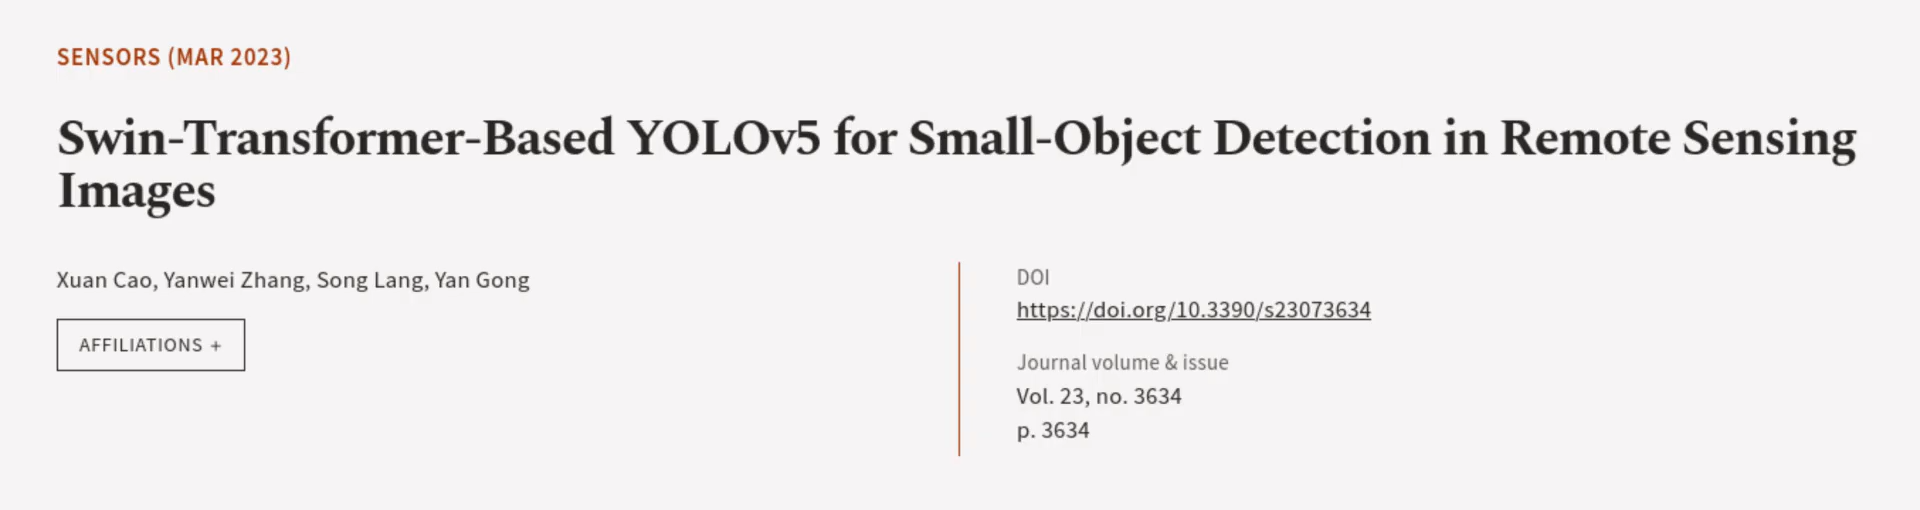 SENSORS (MAR 2023)
Swin-Transformer-Based YOLOv5 for Small-Object Detection in Remote Sensing
Images
Xuan Cao, Yanwei Zhang, Song Lang, Yan Gong
AFFILIATIONS +
DOI
https://doi.org/10.3390/s23073634
Journal volume & issue
Vol. 23, no. 3634
p. 3634